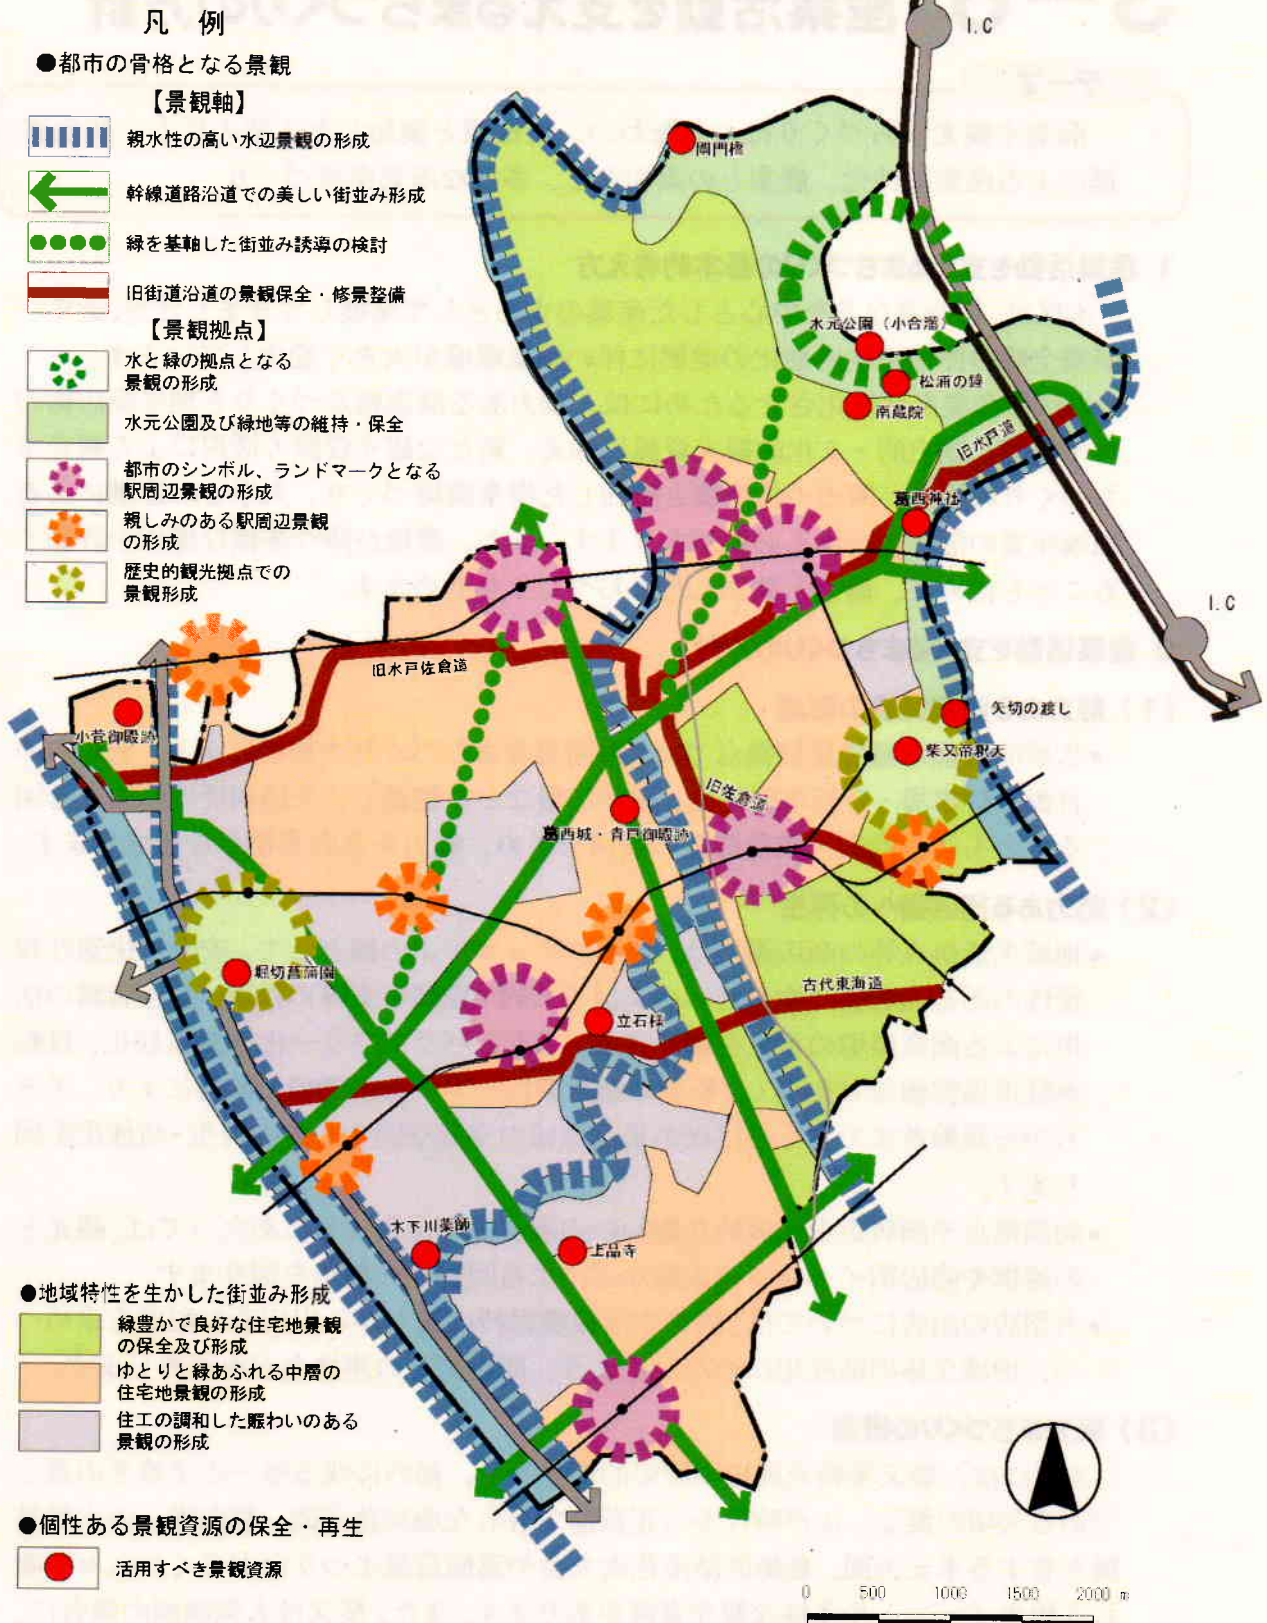 凡 例
●都市の骨格となる景観
【景観軸】
親水性の高い水辺景観の形成
幹線道路沿道での美しい街並み形成
緑を基軸した街並み誘導の検討
旧街道沿道の景観保全・修景整備
【景観拠点】
水と緑の拠点となる
景観の形成
水元公園及び緑地等の維持・保全
都市のシンボル、ランドマークとなる
駅周辺景観の形成
親しみのある駅周辺景観
の形成
歴史的観光拠点での
景観形成
I.C
閘門橋
水元公園（小合溜）
松浦の鐘
南蔵院
旧水戸道
葛西神社
I.C
旧水戸佐倉道
小菅御殿跡
矢切の渡し
柴又帝釈天
旧佐倉道
葛西城・青戸御殿跡
堀切菖蒲園
古代東海道
立石様
木下川薬師
上品寺
●地域特性を生かした街並み形成
緑豊かで良好な住宅地景観
の保全及び形成
ゆとりと緑あふれる中層の
住宅地景観の形成
住工の調和した賑わいのある
景観の形成
●個性ある景観資源の保全・再生
活用すべき景観資源
0 500 1000 1500 2000 m